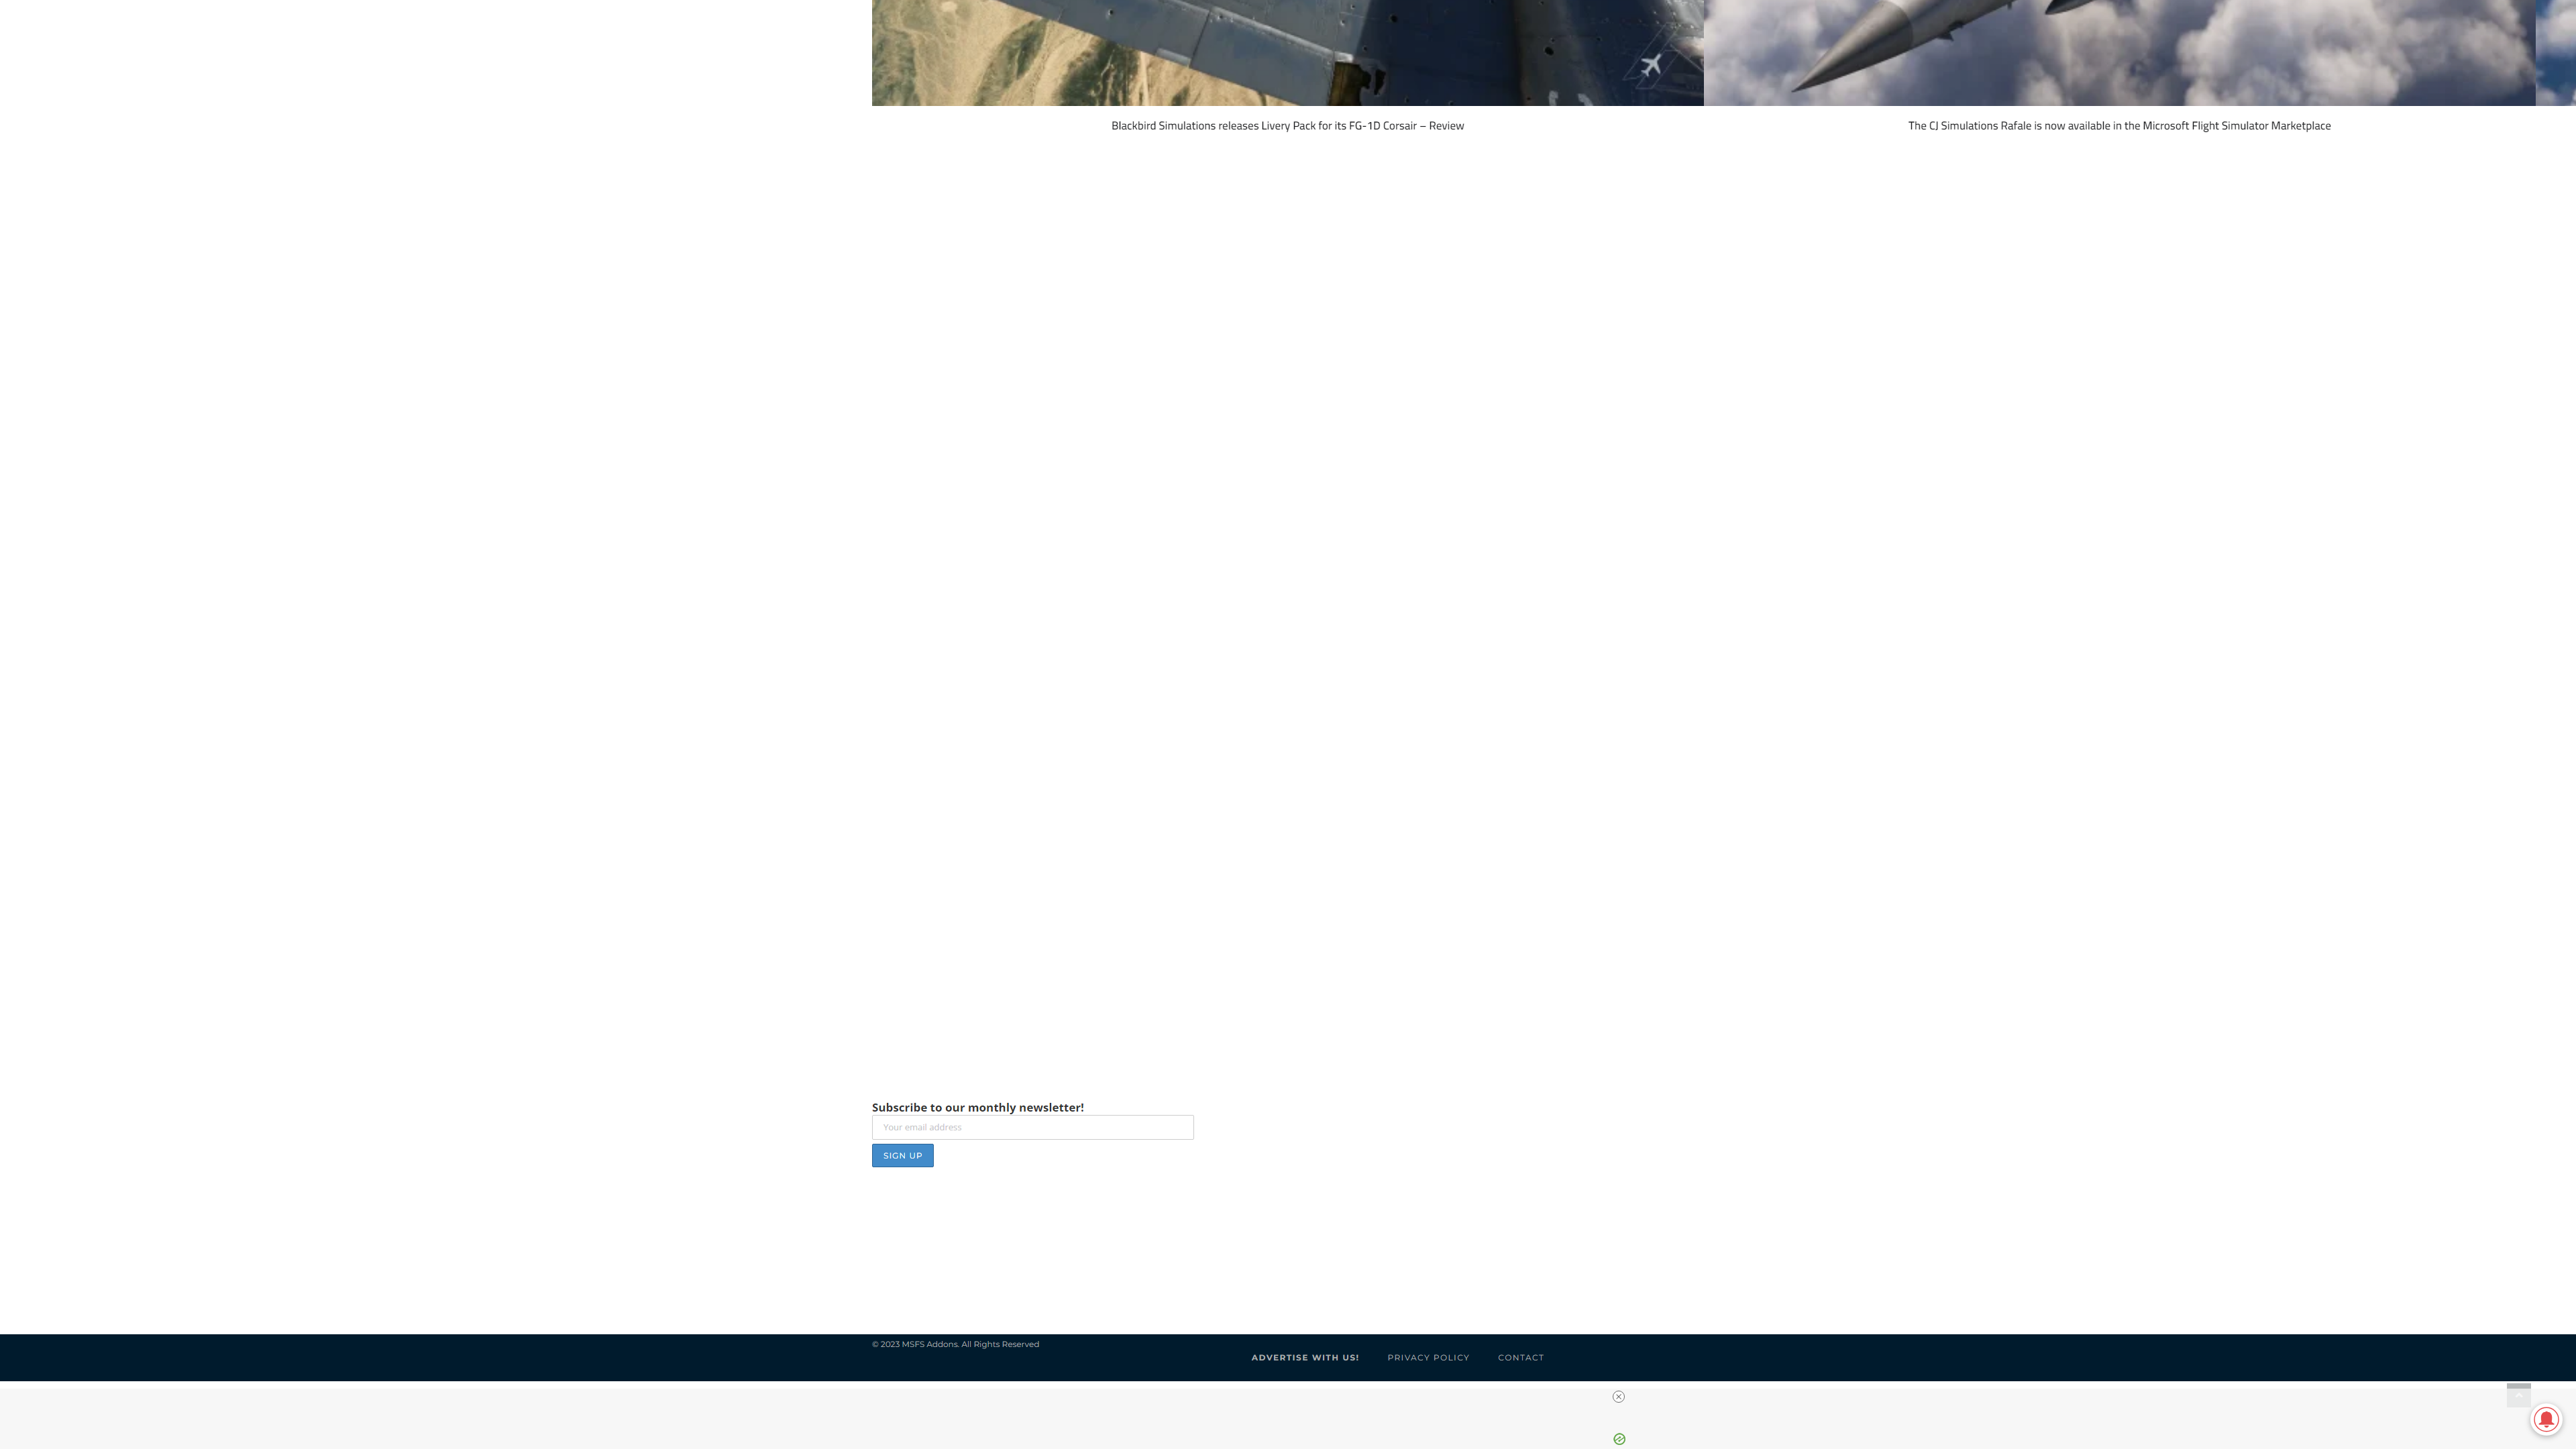 Blackbird Simulations releases Livery Pack for its FG-1D Corsair – Review
The CJ Simulations Rafale is now available in the Microsoft Flight Simulator Marketplace
Subscribe to our monthly newsletter!
Your email address
SIGN UP
© 2023 MSFS Addons. All Rights Reserved
ADVERTISE WITH US!
PRIVACY POLICY
CONTACT